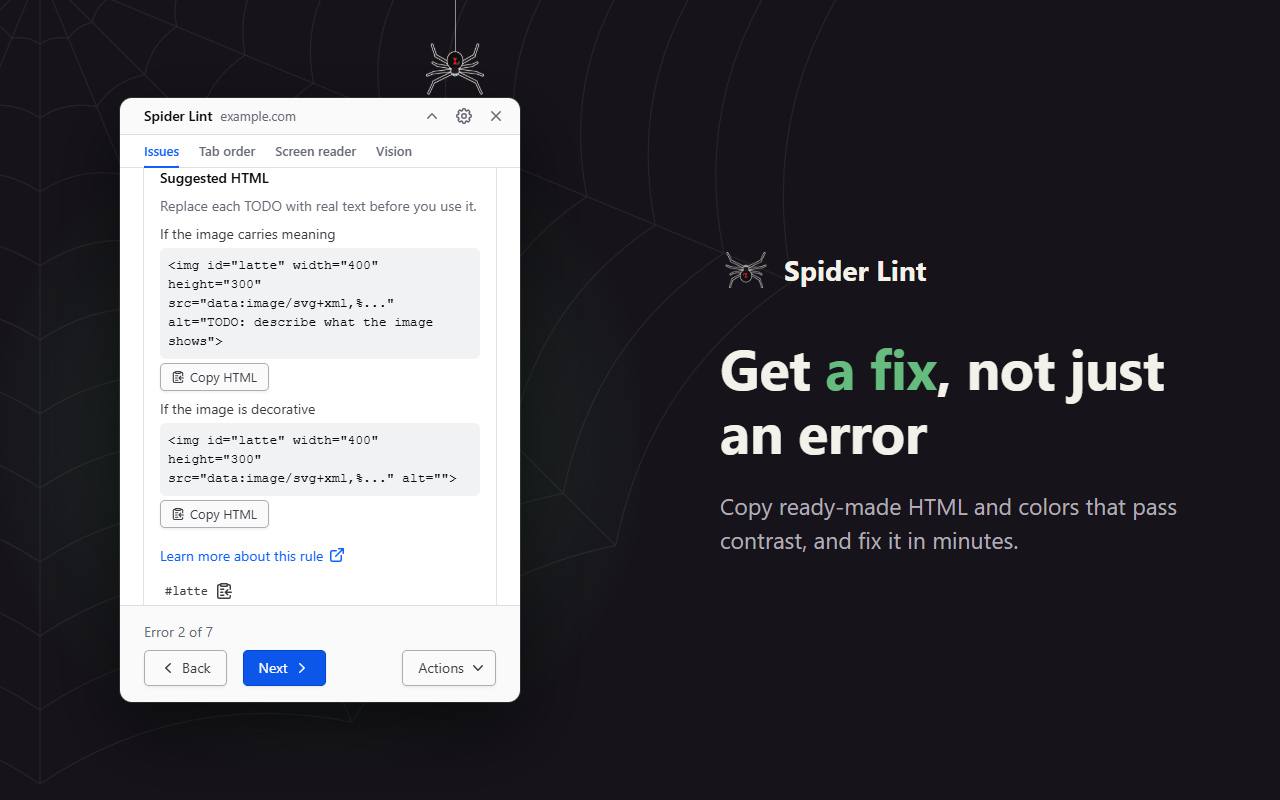 Spider Lint example.com
Issues Tab order Screen reader Vision
Suggested HTML
Replace each TODO with real text before you use it.
If the image carries meaning
<img id="latte" width="400"
height="300"
src="data:image/svg+xml,%..."
alt="TODO: describe what the image
shows">
Copy HTML
If the image is decorative
<img id="latte" width="400"
height="300"
src="data:image/svg+xml,%..." alt="">
Copy HTML
Learn more about this rule
#latte
Error 2 of 7
Back Next Actions
Spider Lint
Get a fix, not just
an error
Copy ready-made HTML and colors that pass
contrast, and fix it in minutes.